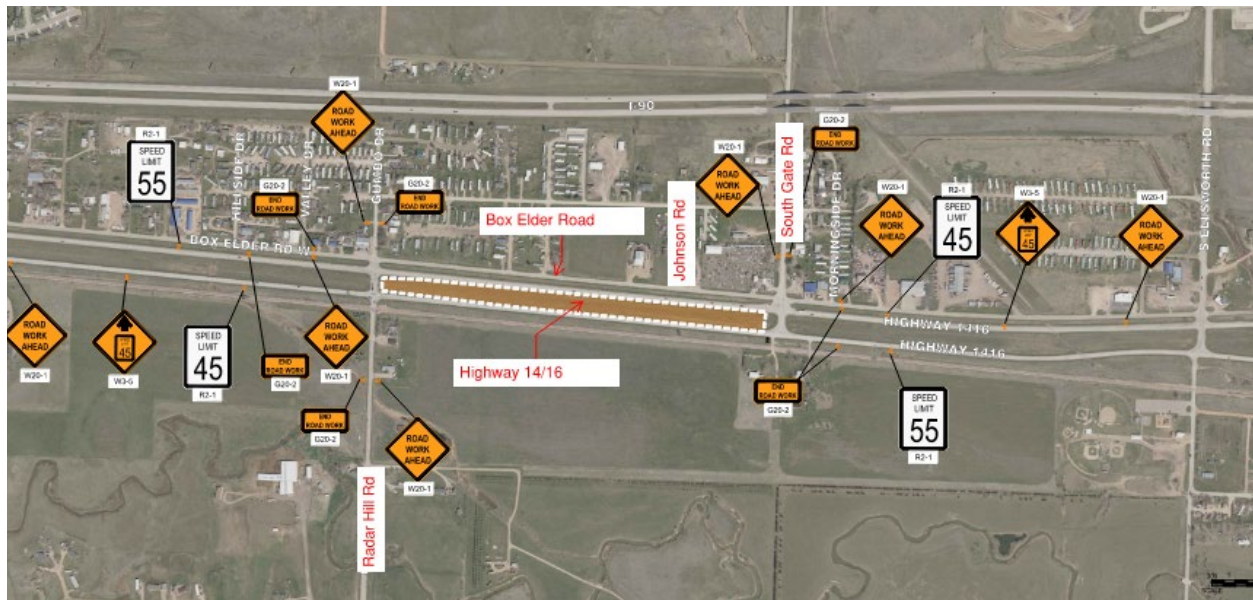 W20-1
ROAD
WORK
AHEAD
I-90
G20-2
END
ROAD WORK
R2-1
SPEED
LIMIT
55
HILLSIDE DR
VALLEY DR
GUMBO DR
G20-2
END
ROAD WORK
G20-2
END
ROAD WORK
Box Elder Road
BOX ELDER RD W
Johnson Rd
W20-1
ROAD
WORK
AHEAD
South Gate Rd
MORNINGSIDE DR
W20-1
ROAD
WORK
AHEAD
R2-1
SPEED
LIMIT
45
W3-5
45
W20-1
ROAD
WORK
AHEAD
S ELLSWORTH RD
ROAD
WORK
AHEAD
W20-1
45
W3-5
SPEED
LIMIT
45
R2-1
END
ROAD WORK
G20-2
ROAD
WORK
AHEAD
W20-1
Highway 14/16
HIGHWAY 1416
HIGHWAY 1416
END
ROAD WORK
G20-2
SPEED
LIMIT
55
R2-1
END
ROAD WORK
G20-2
ROAD
WORK
AHEAD
W20-1
Radar Hill Rd